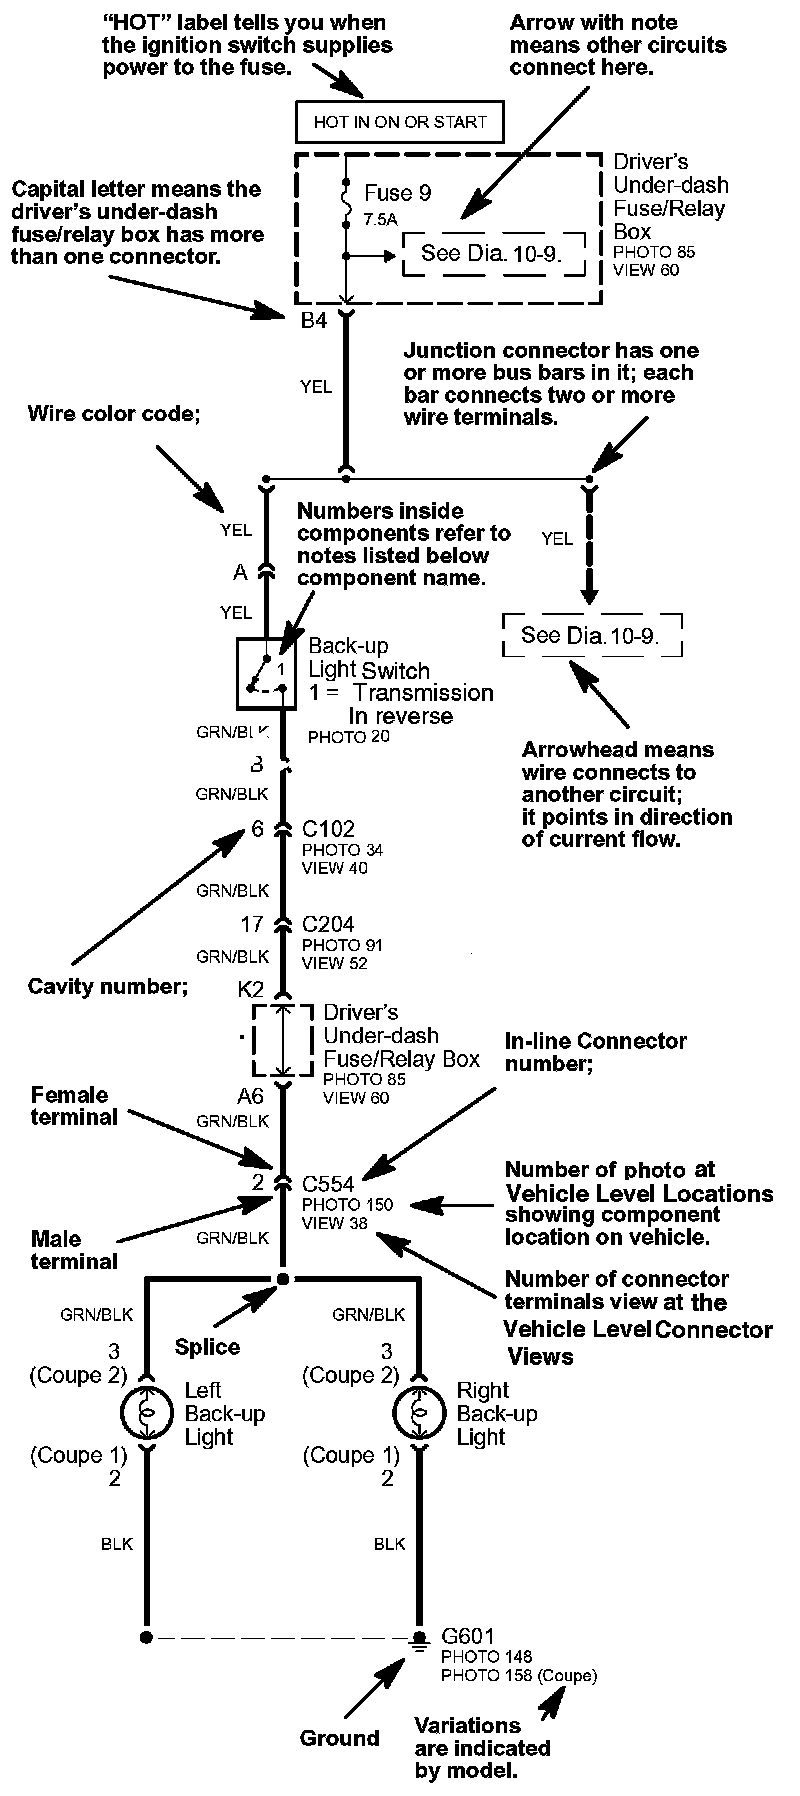 “HOT” label tells you when
the ignition switch supplies
power to the fuse.
Arrow with note
means other circuits
connect here.
HOT IN ON OR START
Capital letter means the
driver’s under-dash
fuse/relay box has more
than one connector.
Fuse 9
7.5A
See Dia. 10-9.
Driver’s
Under-dash
Fuse/Relay
Box
PHOTO 85
VIEW 60
B4
YEL
Junction connector has one
or more bus bars in it; each
bar connects two or more
wire terminals.
Wire color code;
YEL
A
YEL
Numbers inside
components refer to
notes listed below
component name.
YEL
See Dia. 10-9.
1
Back-up
Light Switch
1 = Transmission
In reverse
PHOTO 20
GRN/BLK
B
GRN/BLK
Arrowhead means
wire connects to
another circuit;
it points in direction
of current flow.
6
C102
PHOTO 34
VIEW 40
GRN/BLK
17
C204
PHOTO 91
VIEW 52
GRN/BLK
Cavity number;
K2
Driver’s
Under-dash
Fuse/Relay Box
PHOTO 85
VIEW 60
A6
GRN/BLK
In-line Connector
number;
Female
terminal
2
C554
PHOTO 150
VIEW 38
Male
terminal
GRN/BLK
Number of photo at
Vehicle Level Locations
showing component
location on vehicle.
Number of connector
terminals view at the
Vehicle Level Connector
Views
GRN/BLK
Splice
GRN/BLK
3
(Coupe 2)
Left
Back-up
Light
(Coupe 1)
2
3
(Coupe 2)
Right
Back-up
Light
(Coupe 1)
2
BLK
BLK
G601
PHOTO 148
PHOTO 158 (Coupe)
Ground
Variations
are indicated
by model.